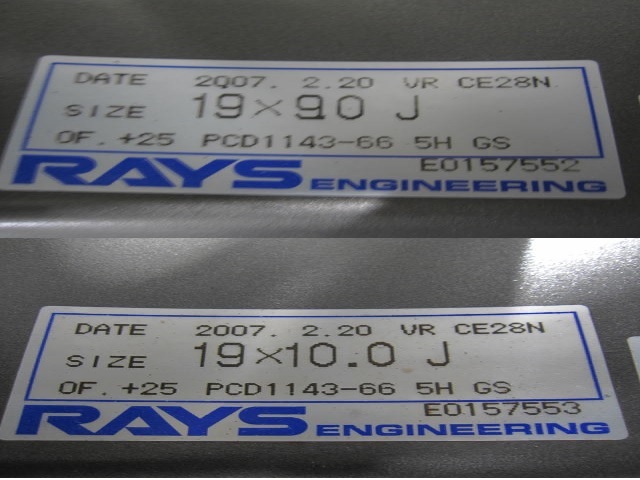 DATE 2007. 2.20 VR CE28N
SIZE 19×9.0 J
OF. +25 PCD1143-66 5H GS
E0157552
RAYS ENGINEERING
DATE 2007. 2.20 VR CE28N
SIZE 19×10.0 J
OF. +25 PCD1143-66 5H GS
E0157553
RAYS ENGINEERING